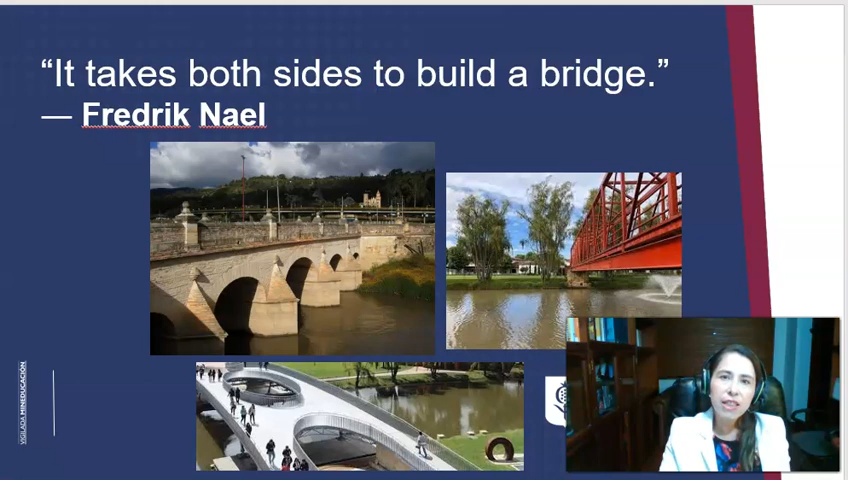 “It takes both sides to build a bridge.”
— Fredrik Nael
VIGILADA MINEDUCACIÓN